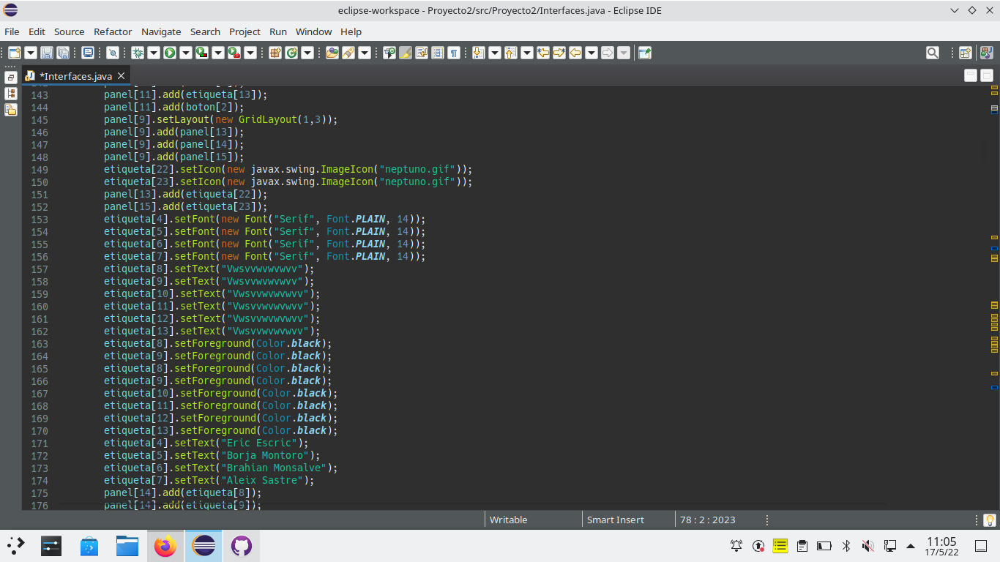 eclipse-workspace - Proyecto2/src/Proyecto2/Interfaces.java - Eclipse IDE
File Edit Source Refactor Navigate Search Project Run Window Help
*Interfaces.java
143 panel[11].add(etiqueta[13]);
144 panel[11].add(boton[2]);
145 panel[9].setLayout(new GridLayout(1,3));
146 panel[9].add(panel[13]);
147 panel[9].add(panel[14]);
148 panel[9].add(panel[15]);
149 etiqueta[22].setIcon(new javax.swing.ImageIcon("neptuno.gif"));
150 etiqueta[23].setIcon(new javax.swing.ImageIcon("neptuno.gif"));
151 panel[13].add(etiqueta[22]);
152 panel[15].add(etiqueta[23]);
153 etiqueta[4].setFont(new Font("Serif", Font.PLAIN, 14));
154 etiqueta[5].setFont(new Font("Serif", Font.PLAIN, 14));
155 etiqueta[6].setFont(new Font("Serif", Font.PLAIN, 14));
156 etiqueta[7].setFont(new Font("Serif", Font.PLAIN, 14));
157 etiqueta[8].setText("Vwsvvwvwvwvv");
158 etiqueta[9].setText("Vwsvvwvwvwvv");
159 etiqueta[10].setText("Vwsvvwvwvwvv");
160 etiqueta[11].setText("Vwsvvwvwvwvv");
161 etiqueta[12].setText("Vwsvvwvwvwvv");
162 etiqueta[13].setText("Vwsvvwvwvwvv");
163 etiqueta[8].setForeground(Color.black);
164 etiqueta[9].setForeground(Color.black);
165 etiqueta[8].setForeground(Color.black);
166 etiqueta[9].setForeground(Color.black);
167 etiqueta[10].setForeground(Color.black);
168 etiqueta[11].setForeground(Color.black);
169 etiqueta[12].setForeground(Color.black);
170 etiqueta[13].setForeground(Color.black);
171 etiqueta[4].setText("Eric Escric");
172 etiqueta[5].setText("Borja Montoro");
173 etiqueta[6].setText("Brahian Monsalve");
174 etiqueta[7].setText("Aleix Sastre");
175 panel[14].add(etiqueta[8]);
176 panel[14].add(etiqueta[9]);
Writable Smart Insert 78 : 2 : 2023
11:05
17/5/22